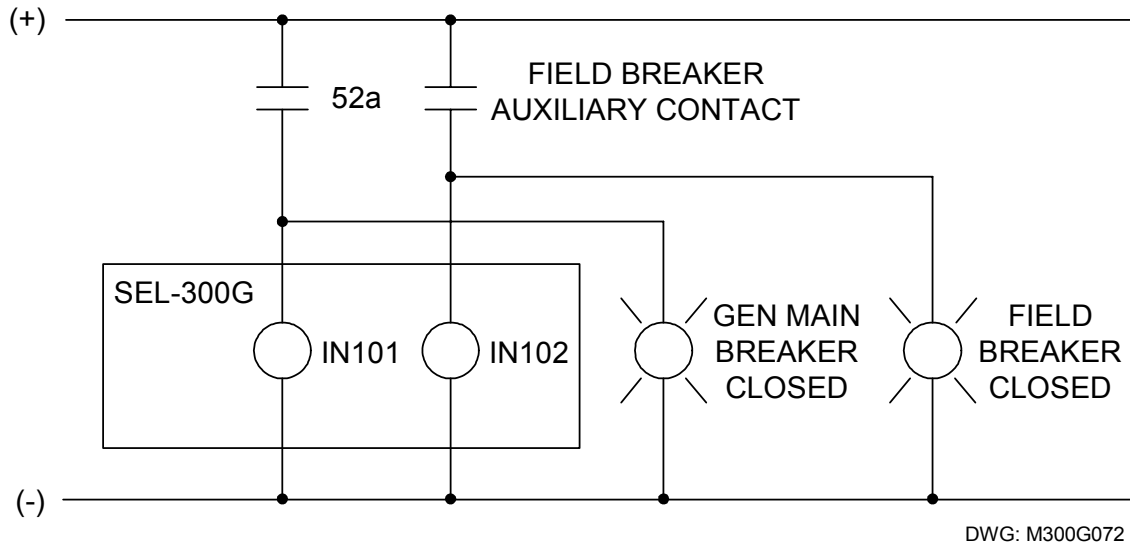 (+)
52a
FIELD BREAKER
AUXILIARY CONTACT
SEL-300G
IN101
IN102
GEN MAIN
BREAKER
CLOSED
FIELD
BREAKER
CLOSED
(-)
DWG: M300G072